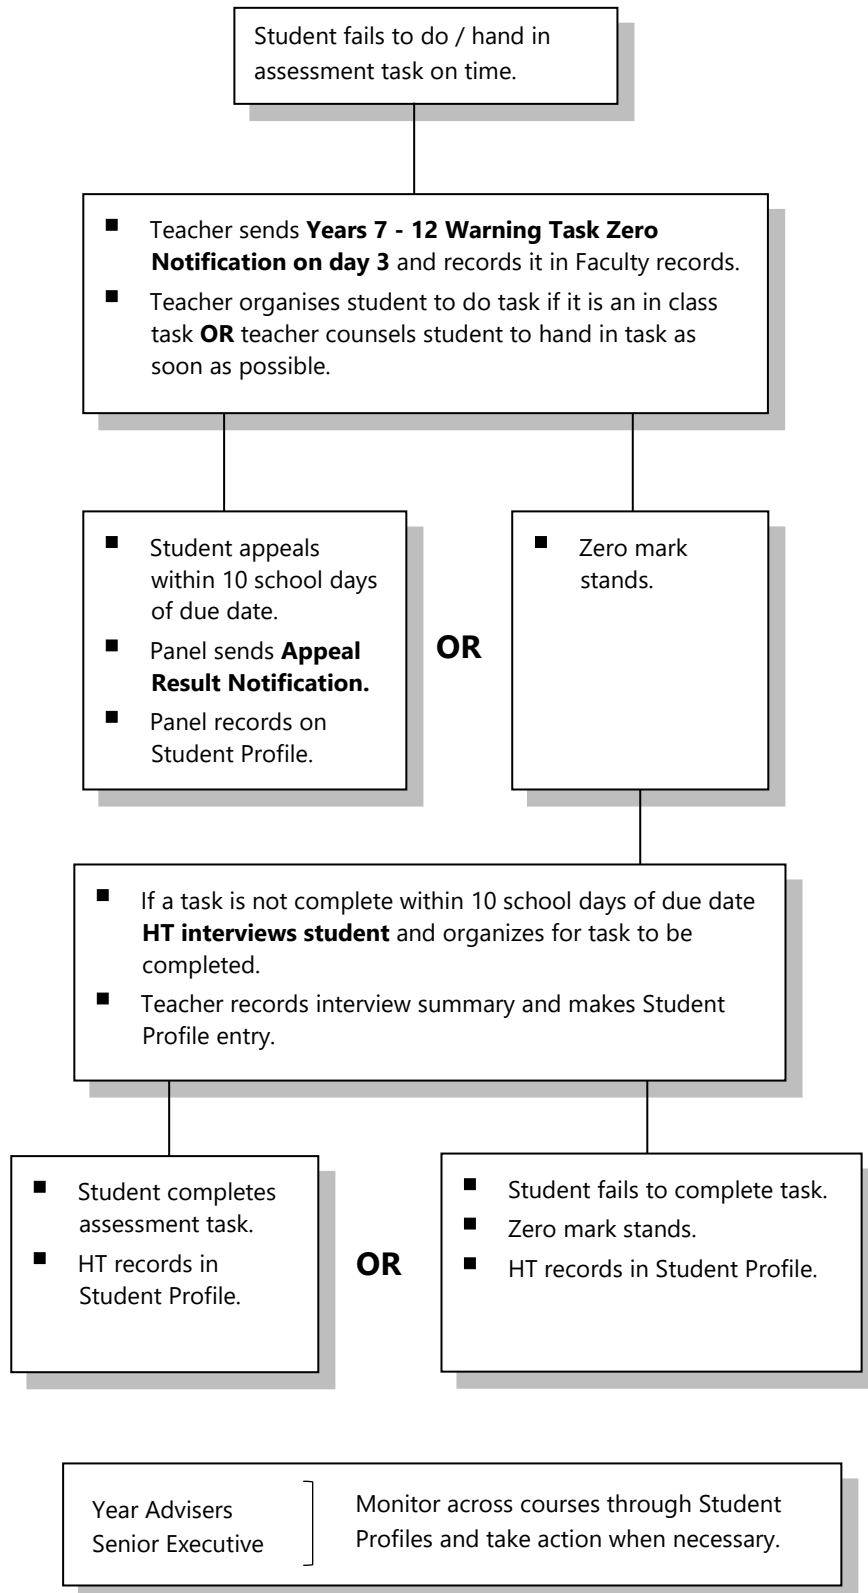 Student fails to do / hand in
assessment task on time.
■ Teacher sends Years 7 - 12 Warning Task Zero
Notification on day 3 and records it in Faculty records.
■ Teacher organises student to do task if it is an in class
task OR teacher counsels student to hand in task as
soon as possible.
■ Student appeals
within 10 school days
of due date.
■ Panel sends Appeal
Result Notification.
■ Panel records on
Student Profile.
OR
■ Zero mark
stands.
■ If a task is not complete within 10 school days of due date
HT interviews student and organizes for task to be
completed.
■ Teacher records interview summary and makes Student
Profile entry.
■ Student completes
assessment task.
■ HT records in
Student Profile.
OR
■ Student fails to complete task.
■ Zero mark stands.
■ HT records in Student Profile.
Year Advisers
Senior Executive
Monitor across courses through Student
Profiles and take action when necessary.